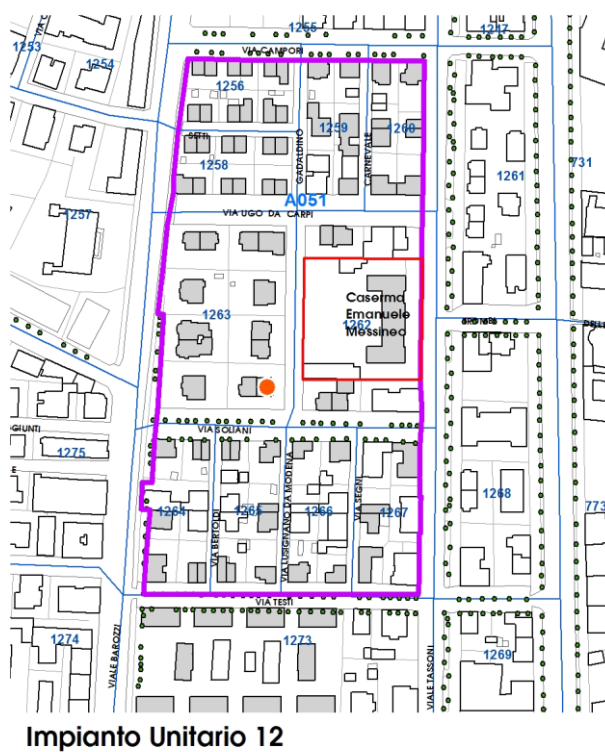 1255
1217
1253
VIA CAMPORI
1254
1256
1259
1260
SETTI
1258
GADALDINO
CARNEVALE
731
1261
A051
1257
VIA UGO DA CARPI
Caserma
1263
Emanuele
1262
Messineo
VIA SOLIANI
GIUNTI
1275
VIA LUSIGNANO DA MODENA
VIA SEGNI
1268
1264
1265
1266
1267
773
VIA BERTOLDI
VIA TESTI
1274
1273
1269
VIALE BAROZZI
VIALE TASSONI
Impianto Unitario 12